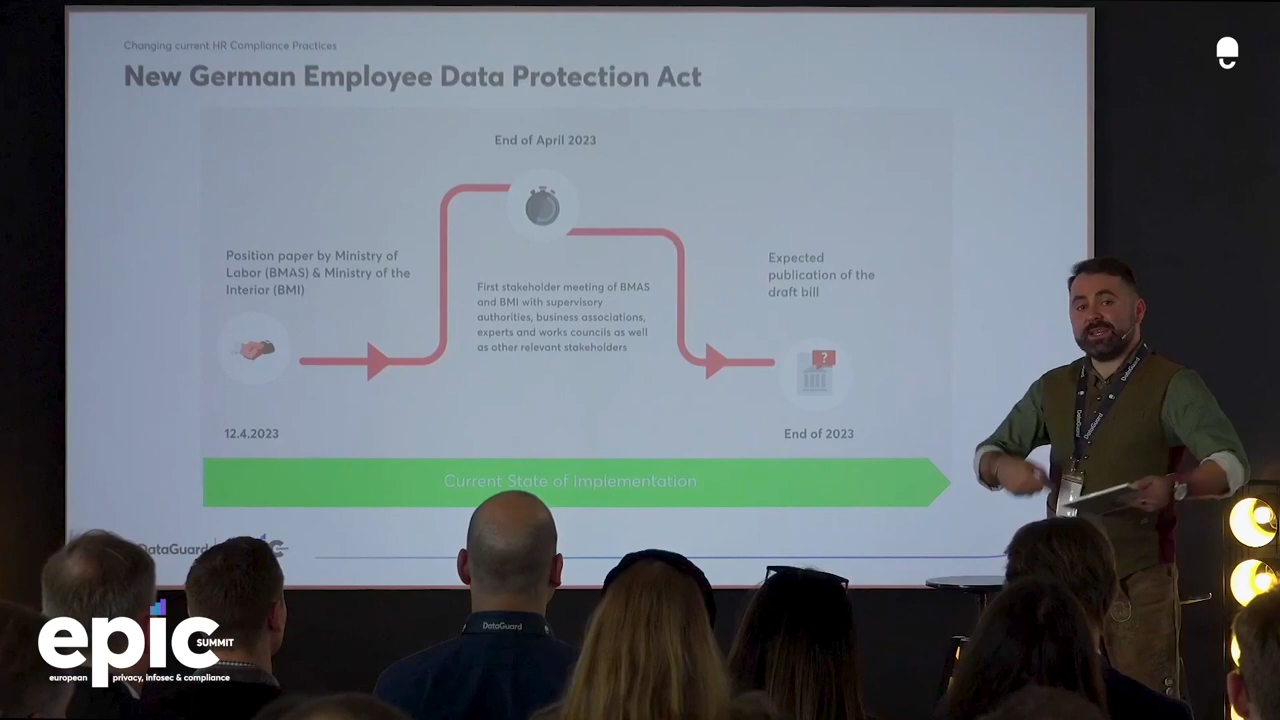 Changing current HR Compliance Practices
New German Employee Data Protection Act
End of April 2023
Position paper by Ministry of
Labor (BMAS) & Ministry of the
Interior (BMI)
First stakeholder meeting of BMAS
and BMI with supervisory
authorities, business associations,
experts and works councils as well
as other relevant stakeholders
Expected
publication of the
draft bill
?
12.4.2023
End of 2023
Current State of Implementation
DataGuard
DataGuard
DataGuard
DataGuard
DataGuard
epic
SUMMIT
european privacy, infosec & compliance